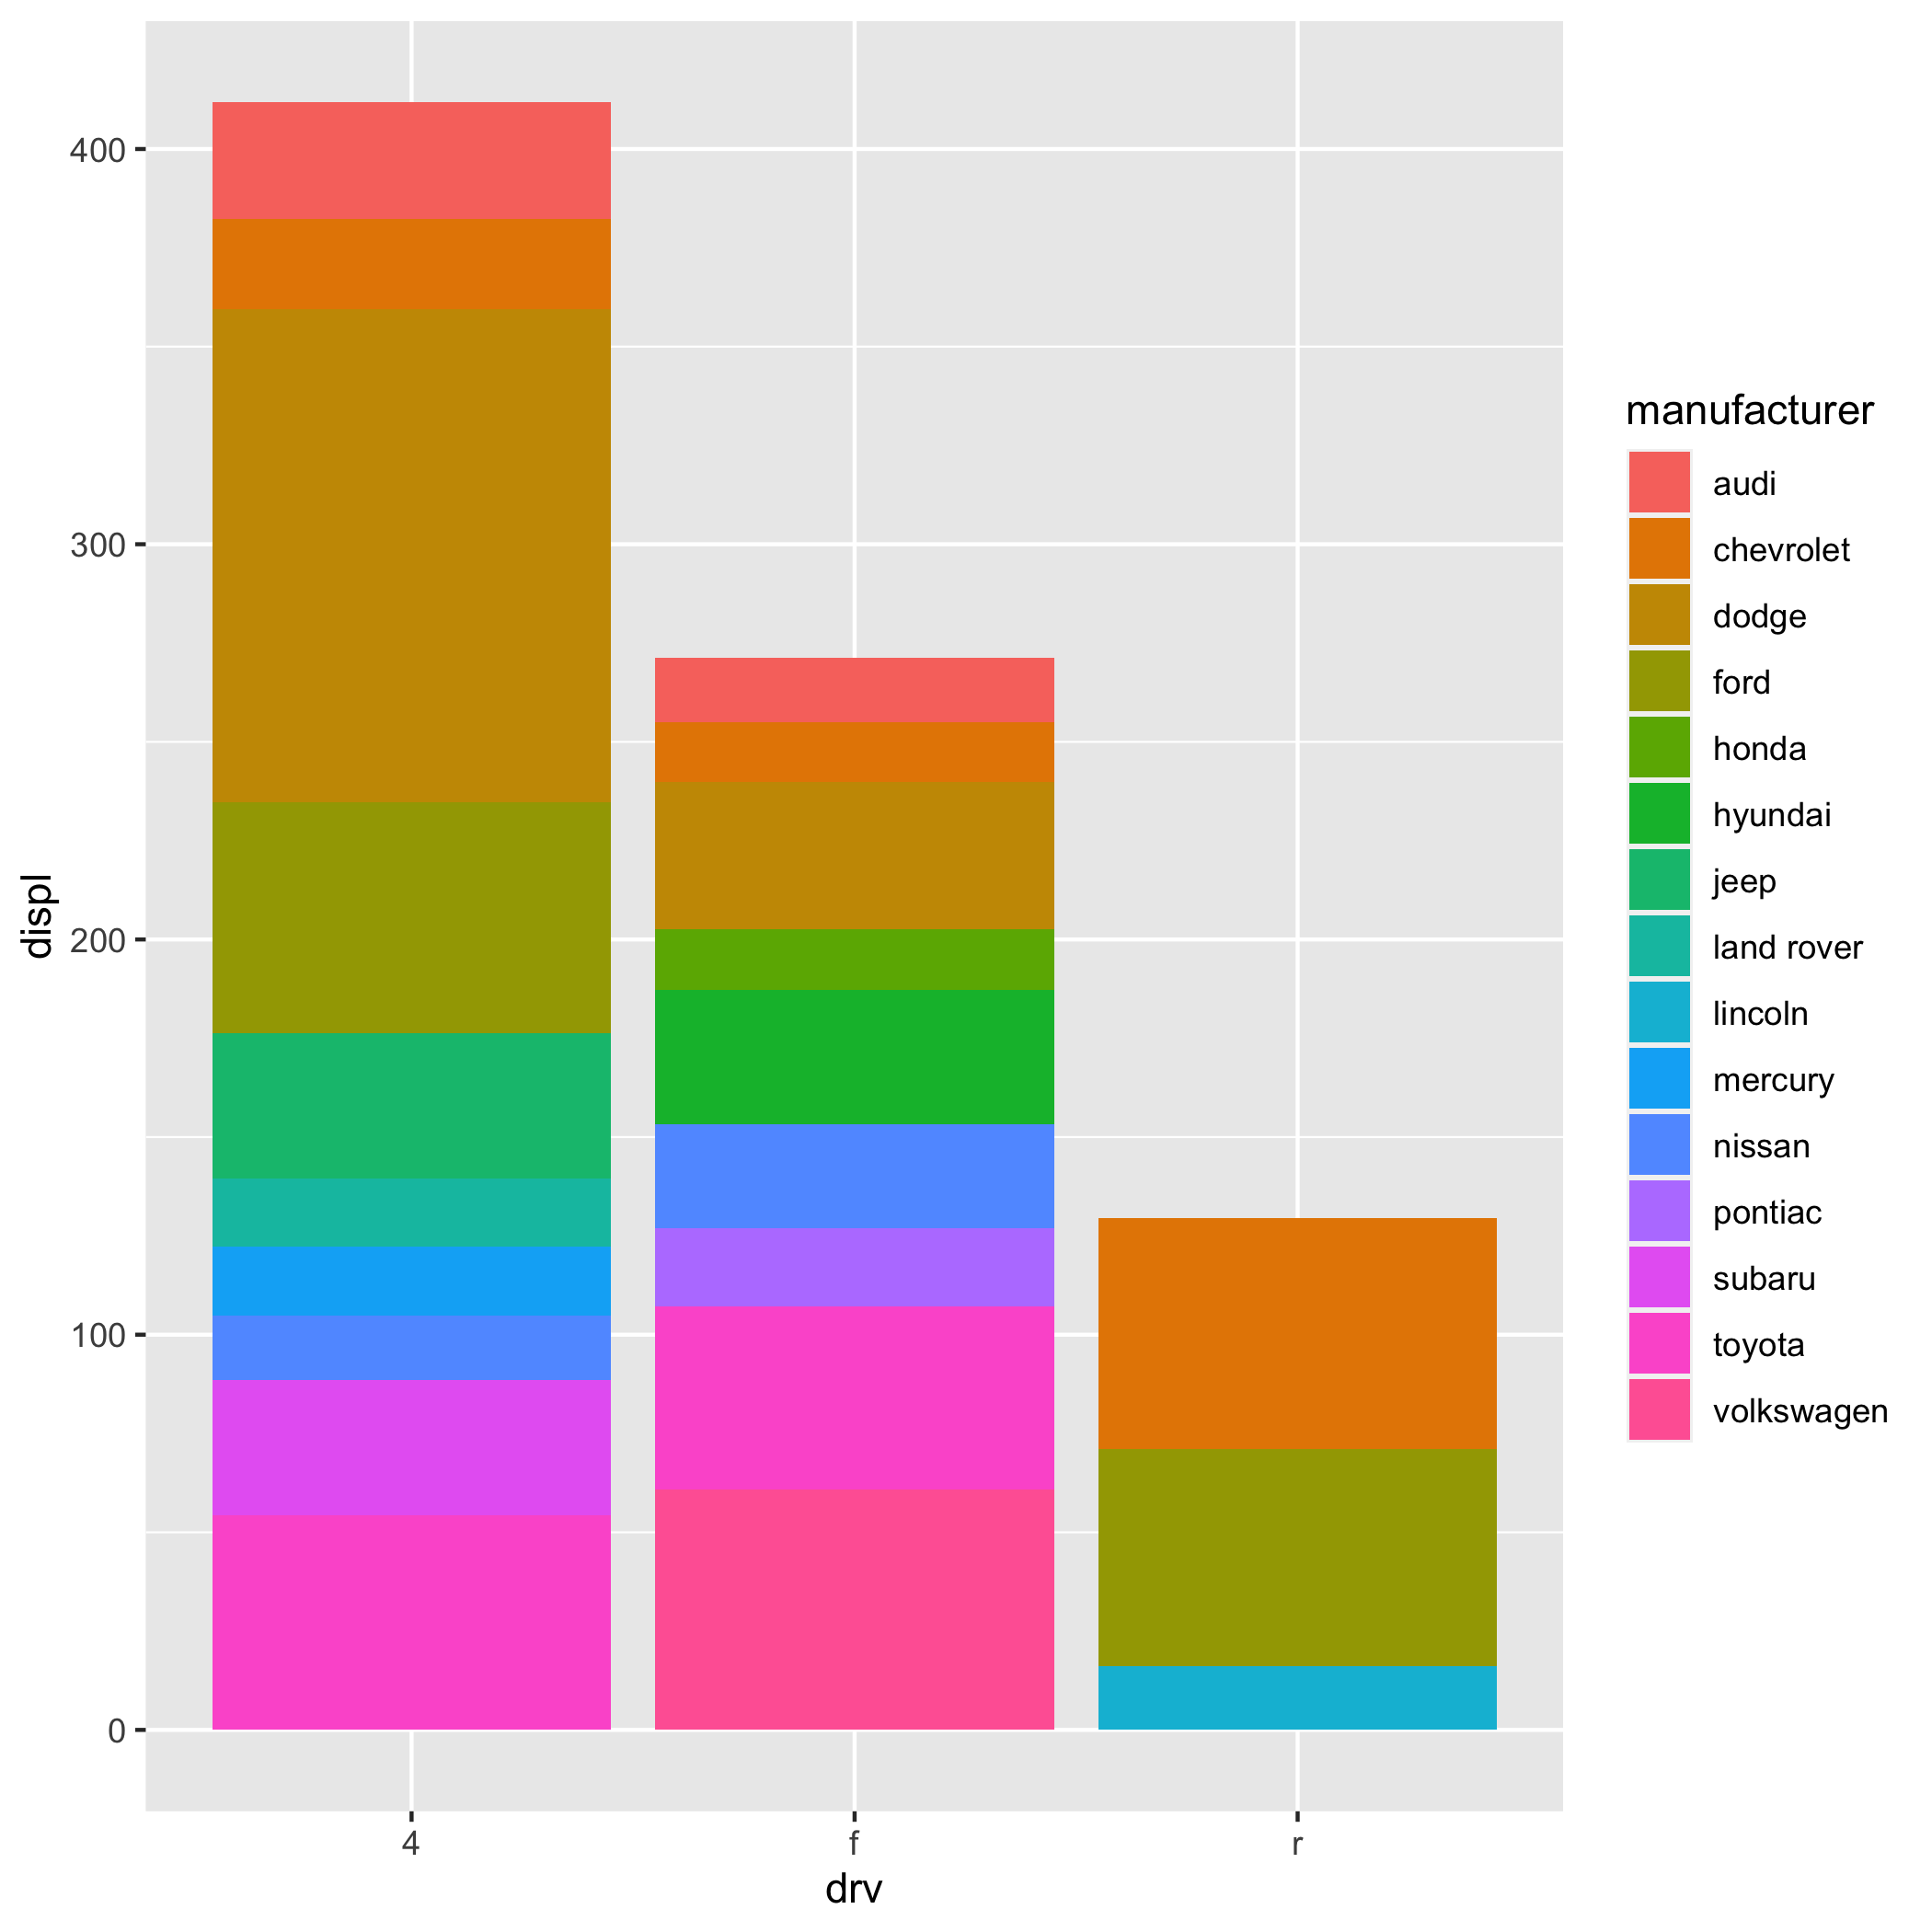 400
300
200
100
0
displ
4
f
r
drv
manufacturer
audi
chevrolet
dodge
ford
honda
hyundai
jeep
land rover
lincoln
mercury
nissan
pontiac
subaru
toyota
volkswagen